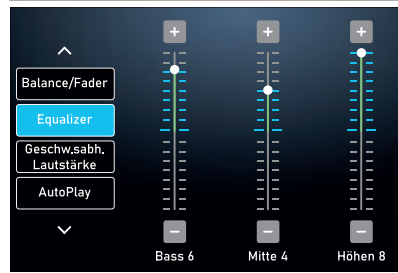 Balance/Fader
Equalizer
Geschw.sabh.
Lautstärke
AutoPlay
+
+
+
−
−
−
Bass 6
Mitte 4
Höhen 8